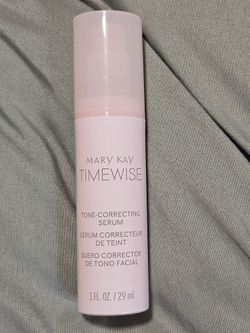 MARY KAY
TIMEWISE
TONE-CORRECTING
SERUM
SÉRUM CORRECTEUR
DE TEINT
SUERO CORRECTOR
DE TONO FACIAL
1 FL. OZ. / 29 ml